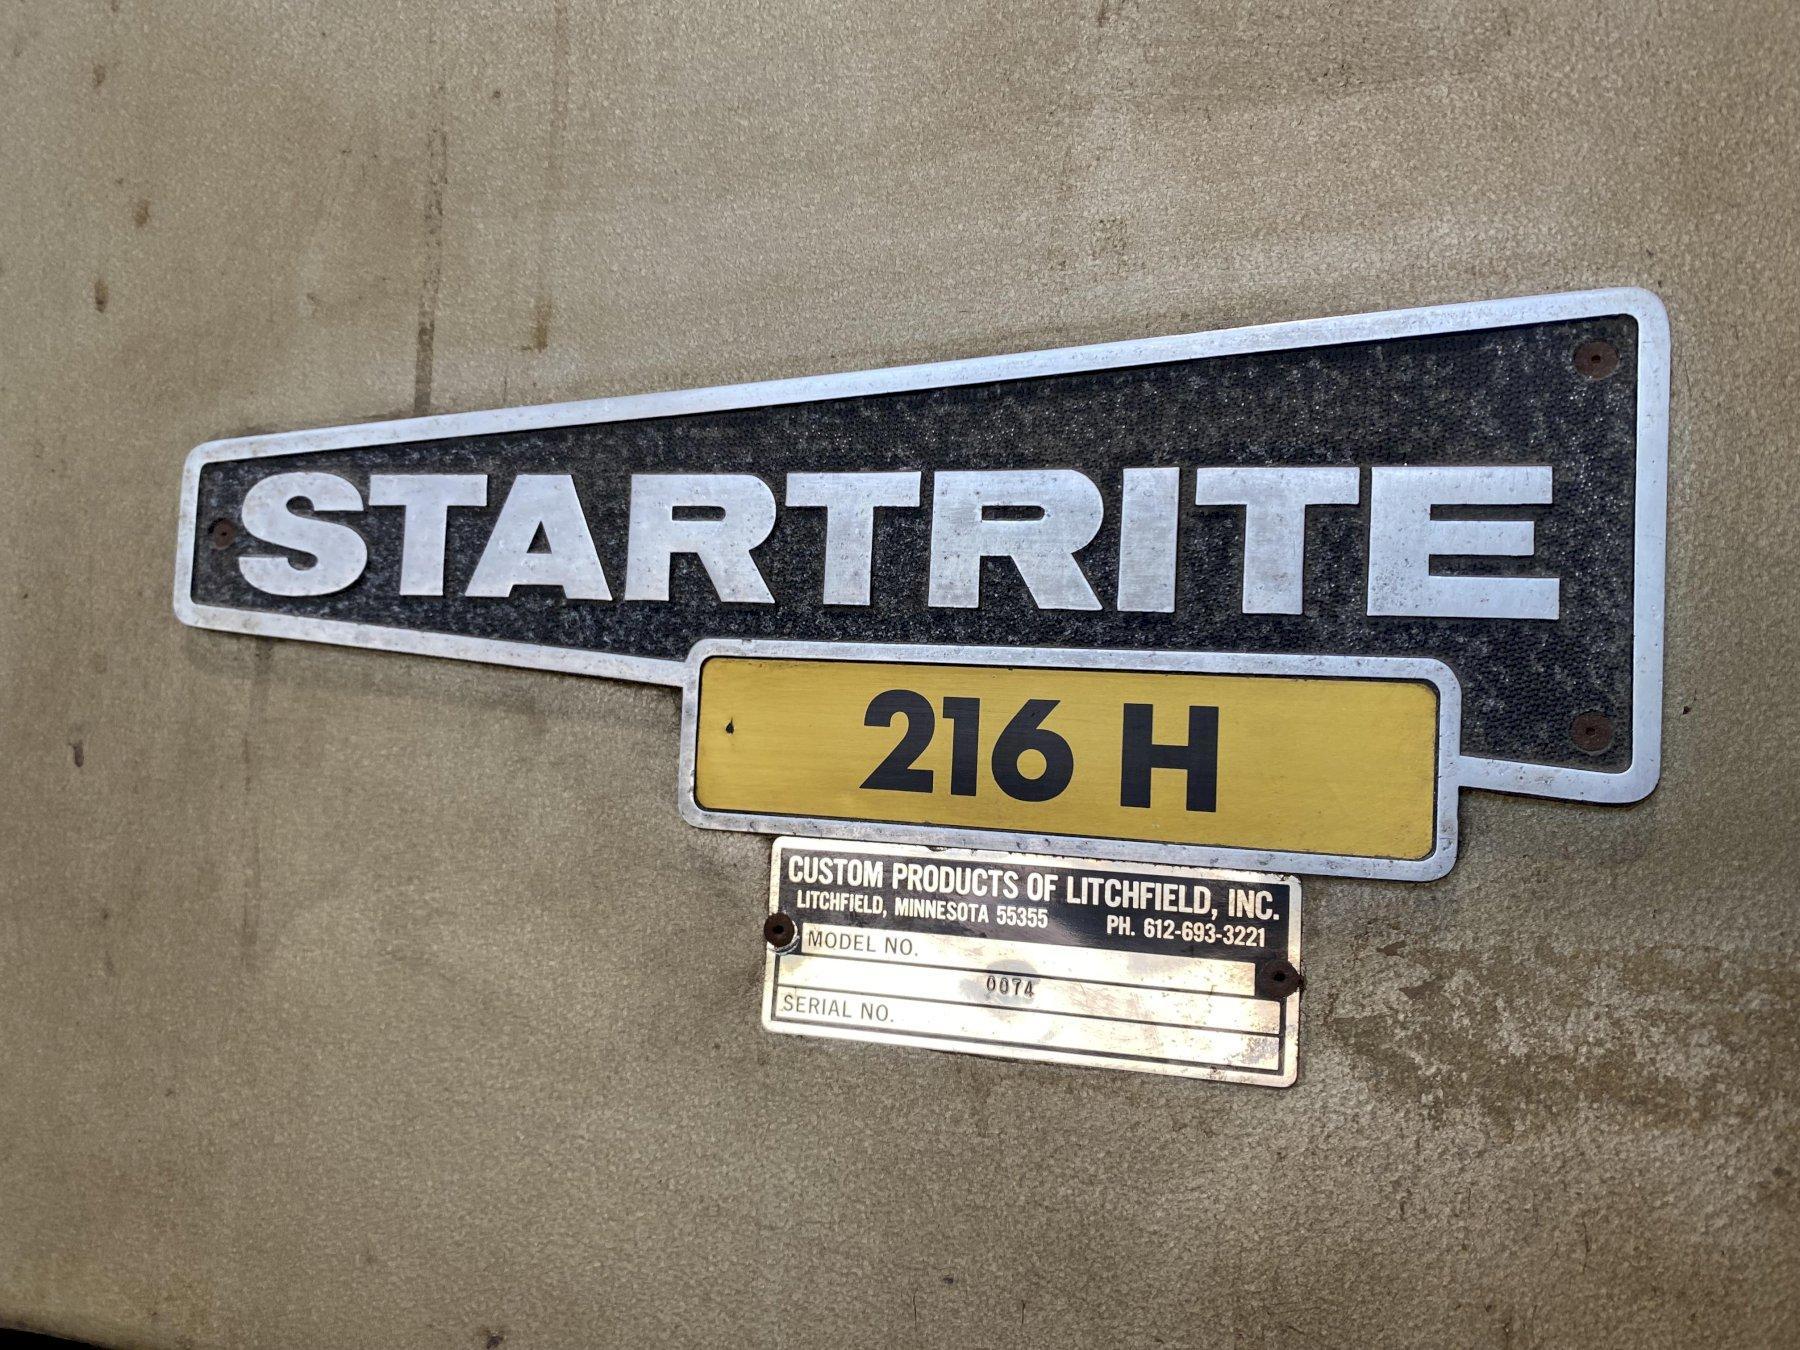 STARTRITE
216 H
CUSTOM PRODUCTS OF LITCHFIELD, INC.
LITCHFIELD, MINNESOTA 55355 PH. 612-693-3221
MODEL NO.
0074
SERIAL NO.